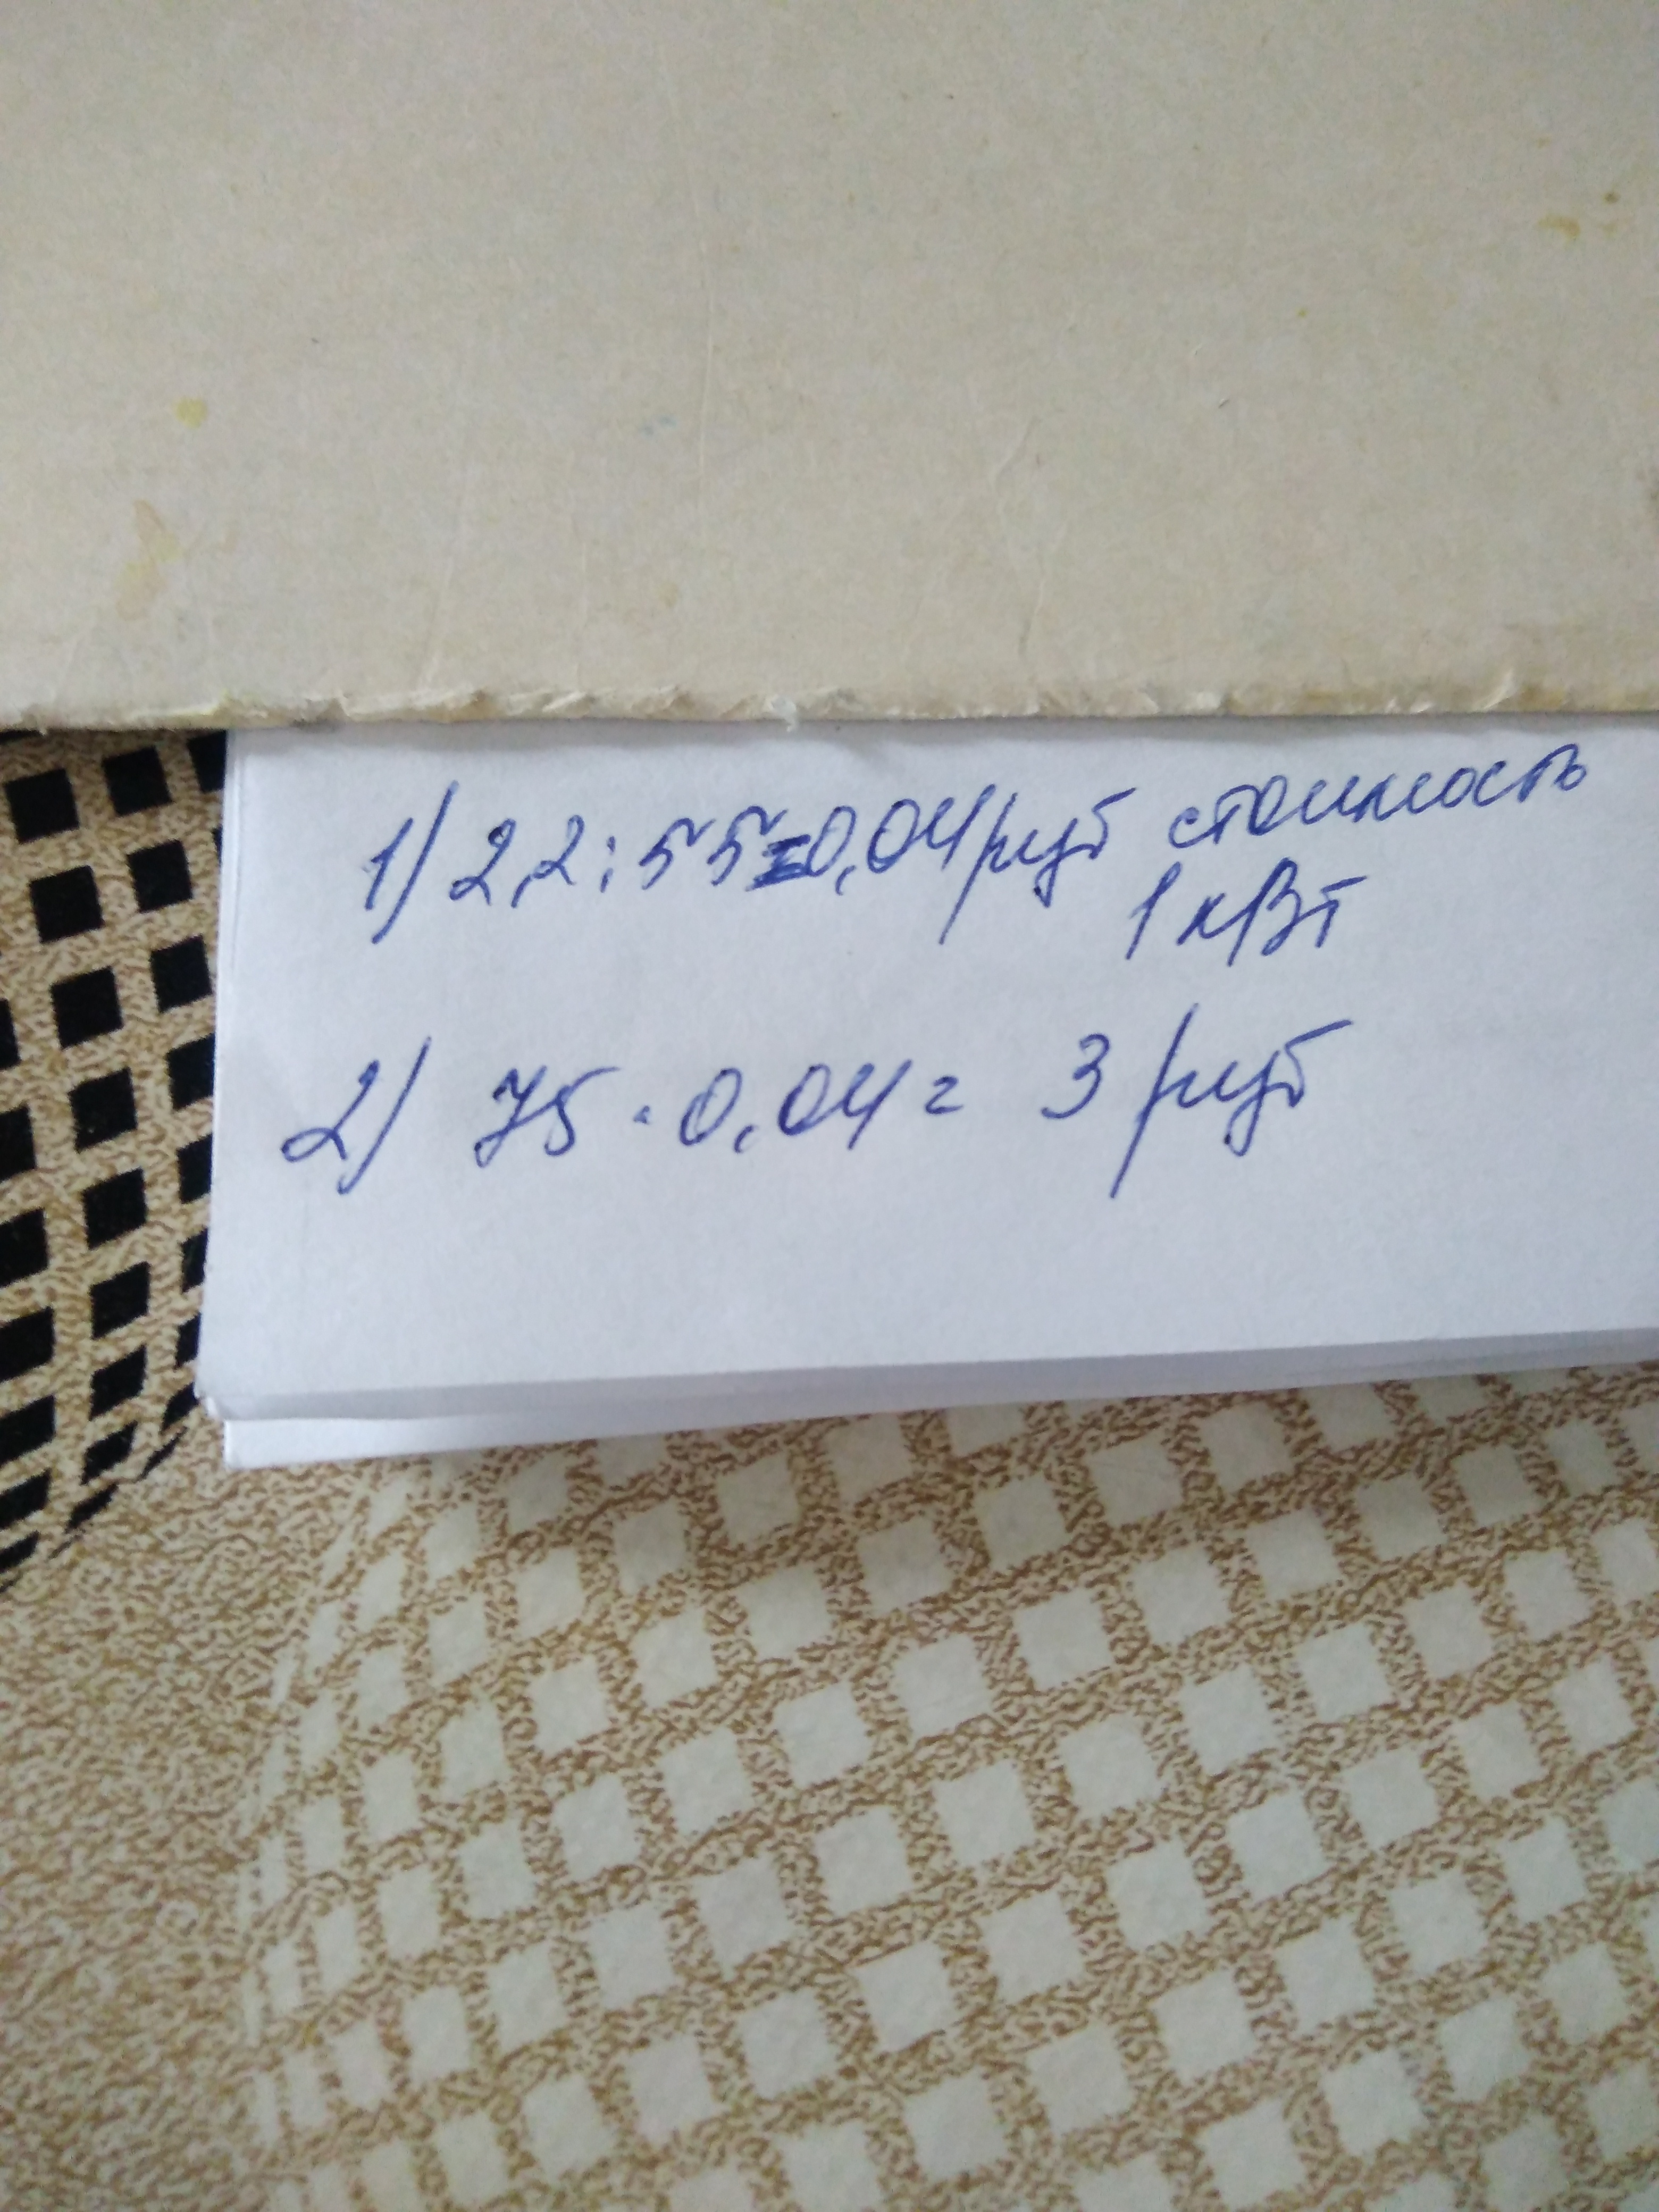 1) 2,2 : 55 = 0,04 руб стоимость
1 кВт
2) 75 · 0,04 = 3 руб